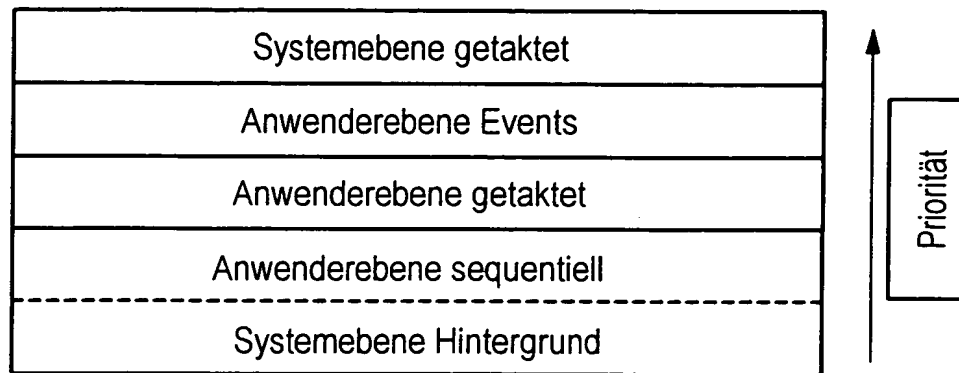 Systemebene getaktet
Anwenderebene Events
Anwenderebene getaktet
Anwenderebene sequentiell
Systemebene Hintergrund
Priorität